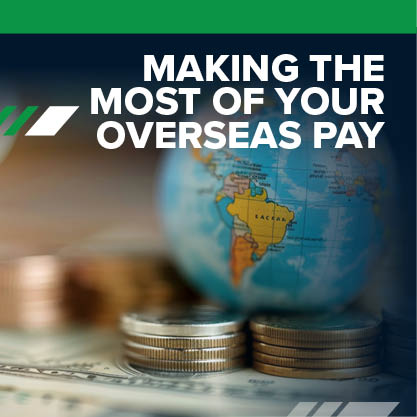 MAKING THE
MOST OF YOUR
OVERSEAS PAY